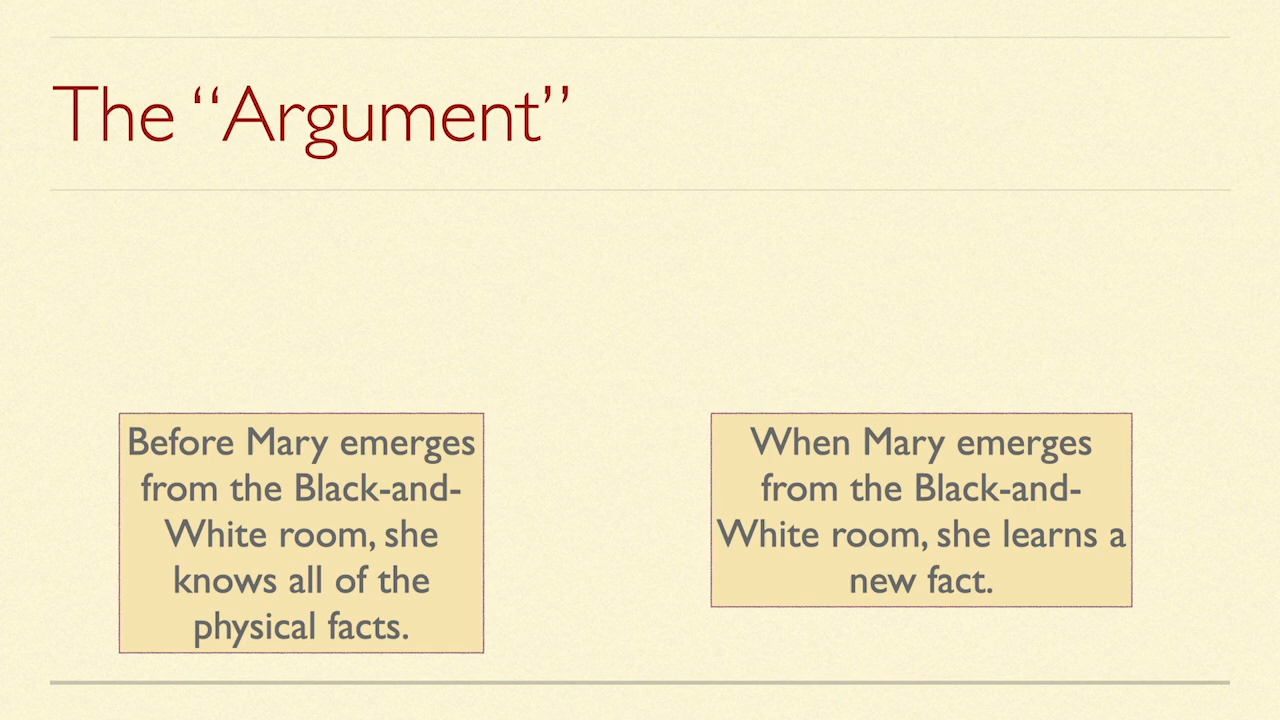 The “Argument”
Before Mary emerges
from the Black-and-
White room, she
knows all of the
physical facts.
When Mary emerges
from the Black-and-
White room, she learns a
new fact.